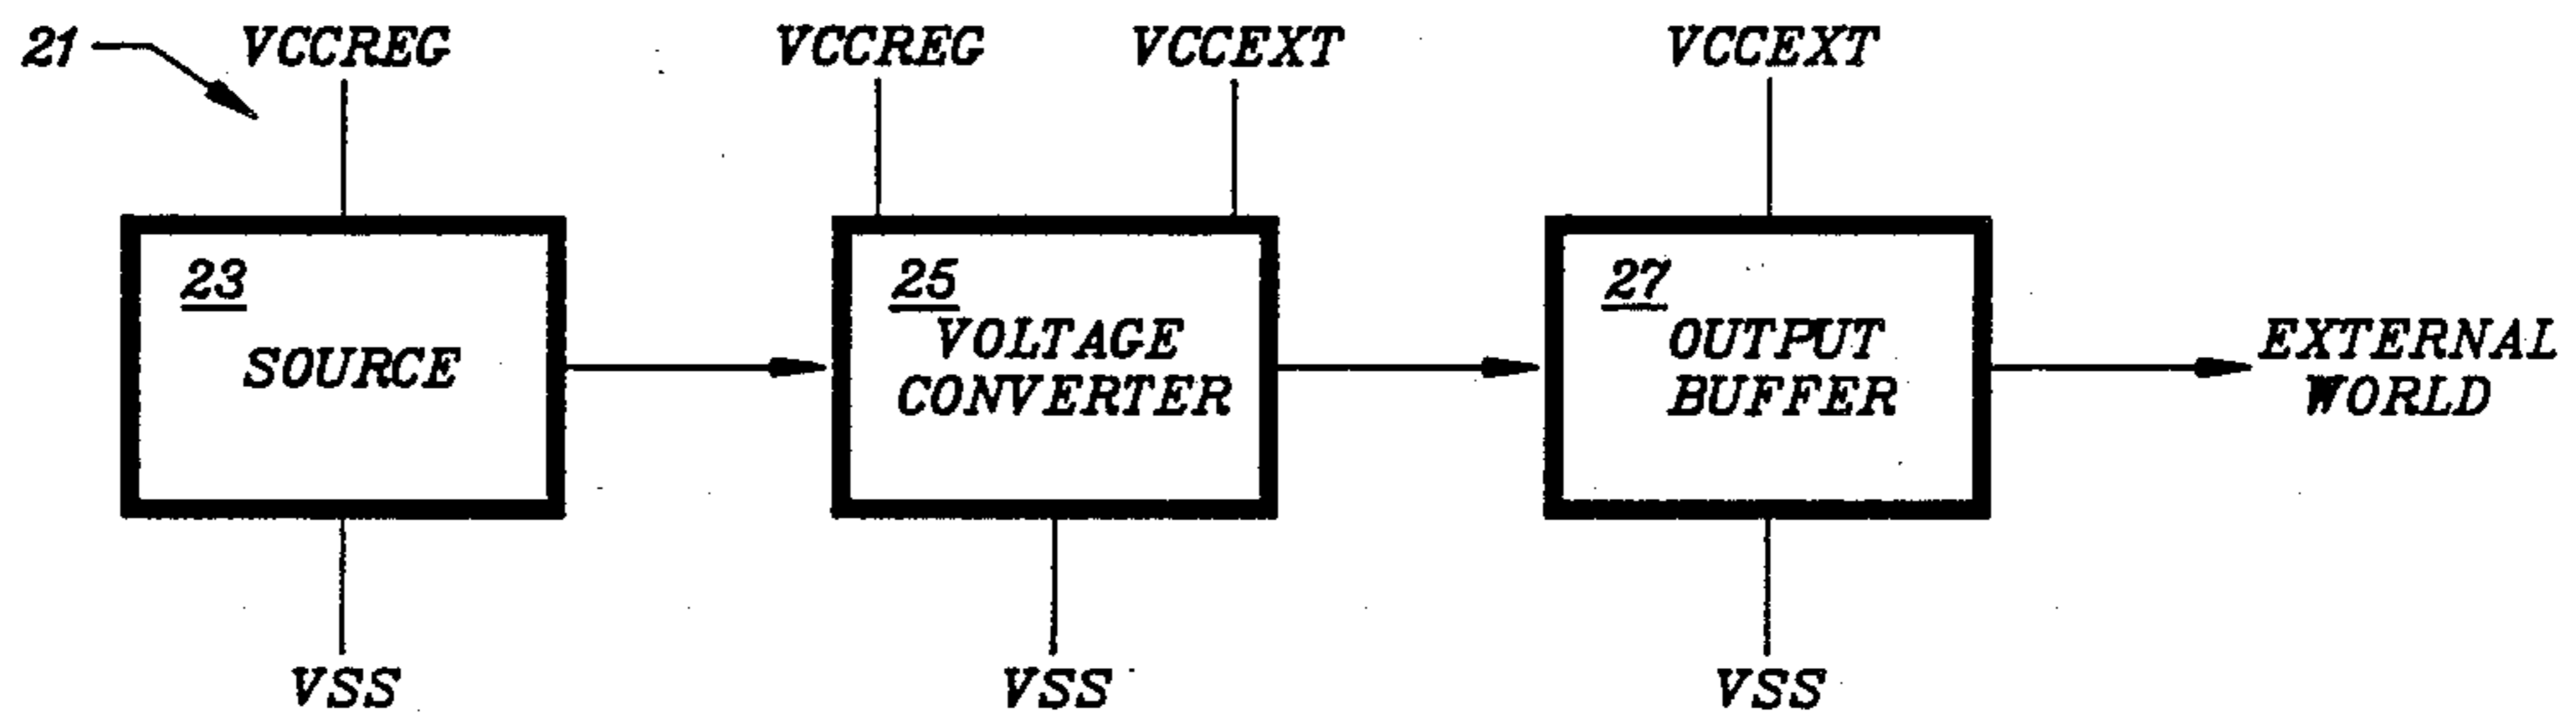 21 VCCREG VCCREG VCCEXT VCCEXT
23 25 27
SOURCE
VOLTAGE
CONVERTER
OUTPUT
BUFFER
EXTERNAL
WORLD
VSS VSS VSS